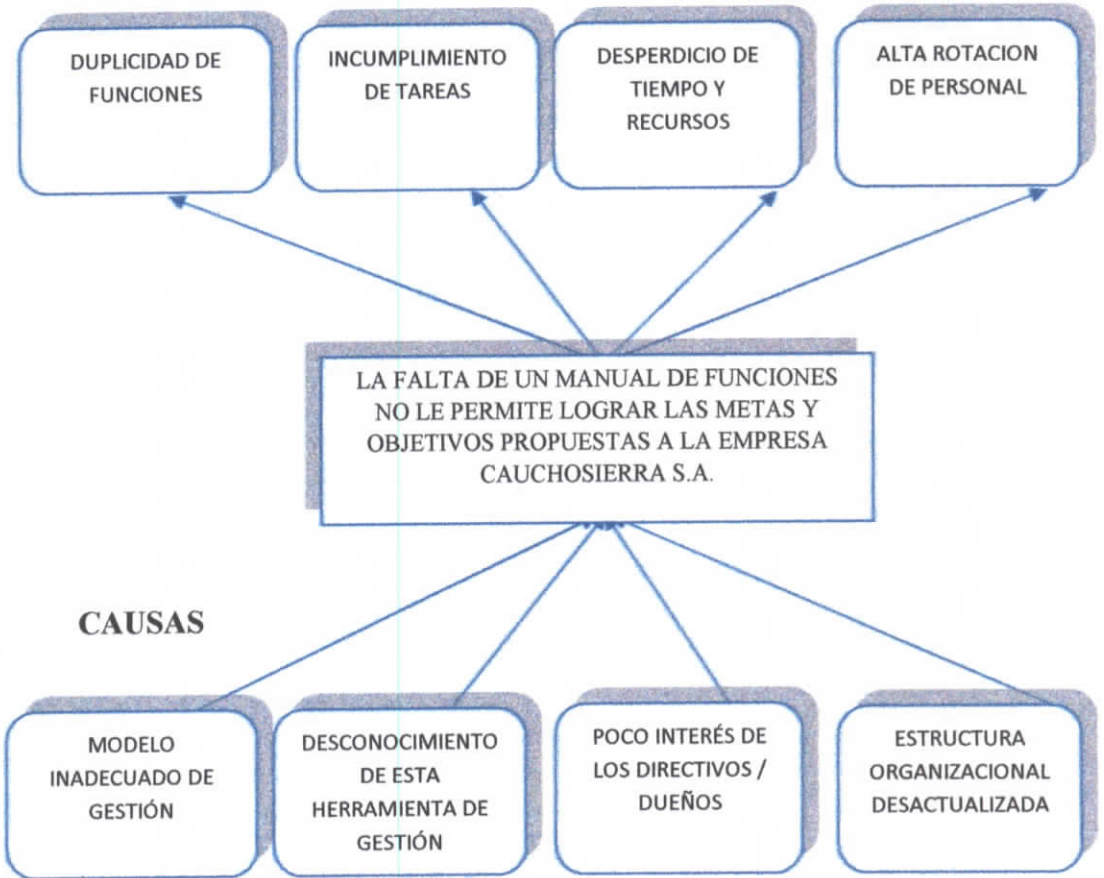 DUPLICIDAD DE
FUNCIONES
INCUMPLIMIENTO
DE TAREAS
DESPERDICIO DE
TIEMPO Y
RECURSOS
ALTA ROTACION
DE PERSONAL
LA FALTA DE UN MANUAL DE FUNCIONES
NO LE PERMITE LOGRAR LAS METAS Y
OBJETIVOS PROPUESTAS A LA EMPRESA
CAUCHOSIERRA S.A.
CAUSAS
MODELO
INADECUADO DE
GESTIÓN
DESCONOCIMIENTO
DE ESTA
HERRAMIENTA DE
GESTIÓN
POCO INTERÉS DE
LOS DIRECTIVOS /
DUEÑOS
ESTRUCTURA
ORGANIZACIONAL
DESACTUALIZADA